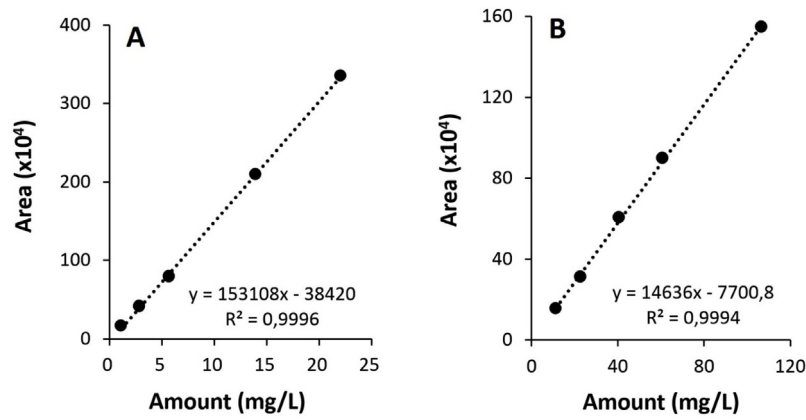 A
400
300
200
100
0
Area (x10⁴)
y = 153108x - 38420
R² = 0,9996
0 5 10 15 20 25
Amount (mg/L)
B
160
120
80
40
0
Area (x10⁴)
y = 14636x - 7700,8
R² = 0,9994
0 40 80 120
Amount (mg/L)